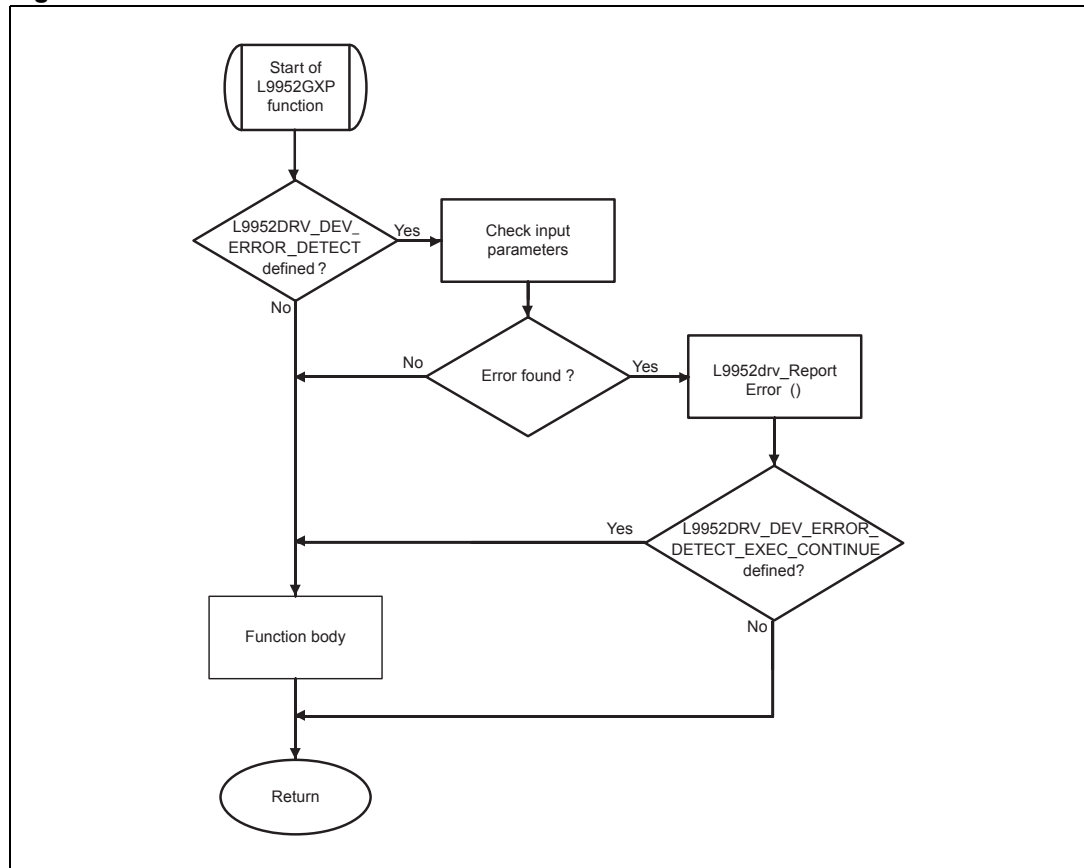 Start of
L9952GXP
function
L9952DRV_DEV_
ERROR_DETECT
defined ?
Yes
Check input
parameters
No
No
Error found ?
Yes
L9952drv_Report
Error ()
Yes
L9952DRV_DEV_ERROR_
DETECT_EXEC_CONTINUE
defined?
No
Function body
Return